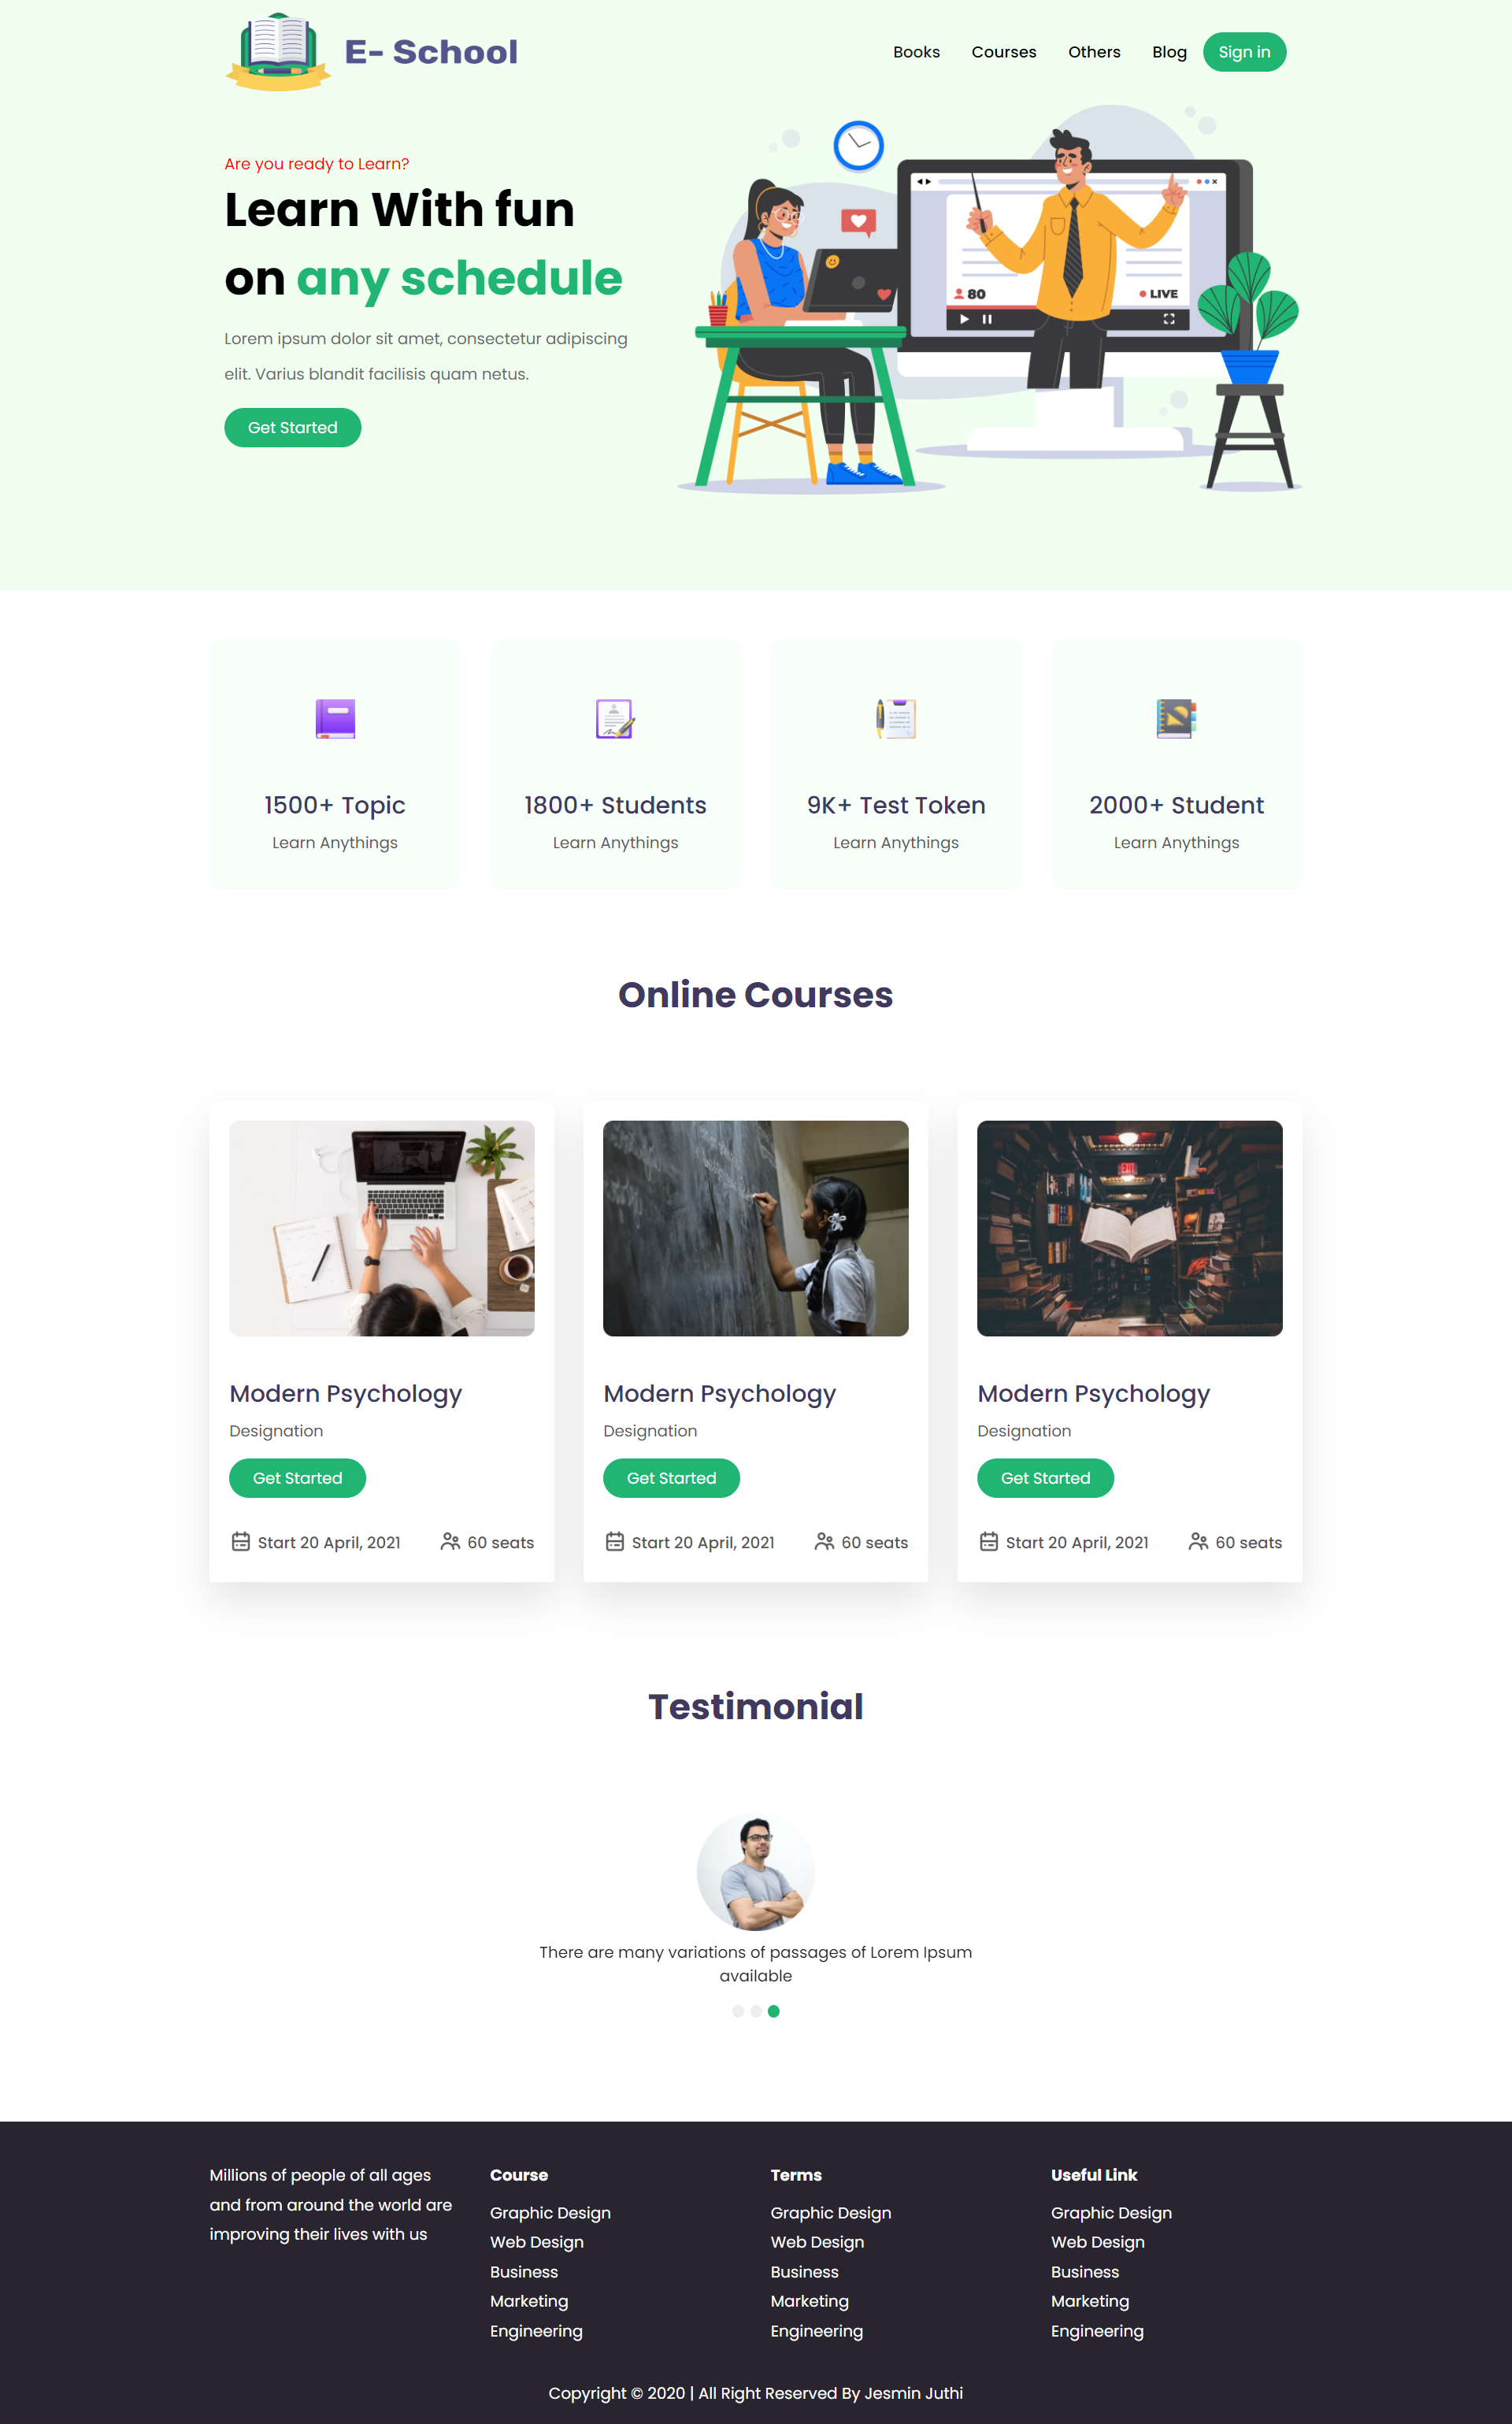 E- School
Books
Courses
Others
Blog
Sign in
Are you ready to Learn?
Learn With fun
on any schedule
Lorem ipsum dolor sit amet, consectetur adipiscing
elit. Varius blandit facilisis quam netus.
Get Started
80
LIVE
1500+ Topic
Learn Anythings
1800+ Students
Learn Anythings
9K+ Test Token
Learn Anythings
2000+ Student
Learn Anythings
Online Courses
EXIT
Modern Psychology
Designation
Get Started
Start 20 April, 2021
60 seats
Modern Psychology
Designation
Get Started
Start 20 April, 2021
60 seats
Modern Psychology
Designation
Get Started
Start 20 April, 2021
60 seats
Testimonial
There are many variations of passages of Lorem Ipsum
available
Millions of people of all ages
and from around the world are
improving their lives with us
Course
Graphic Design
Web Design
Business
Marketing
Engineering
Terms
Graphic Design
Web Design
Business
Marketing
Engineering
Useful Link
Graphic Design
Web Design
Business
Marketing
Engineering
Copyright © 2020 | All Right Reserved By Jesmin Juthi